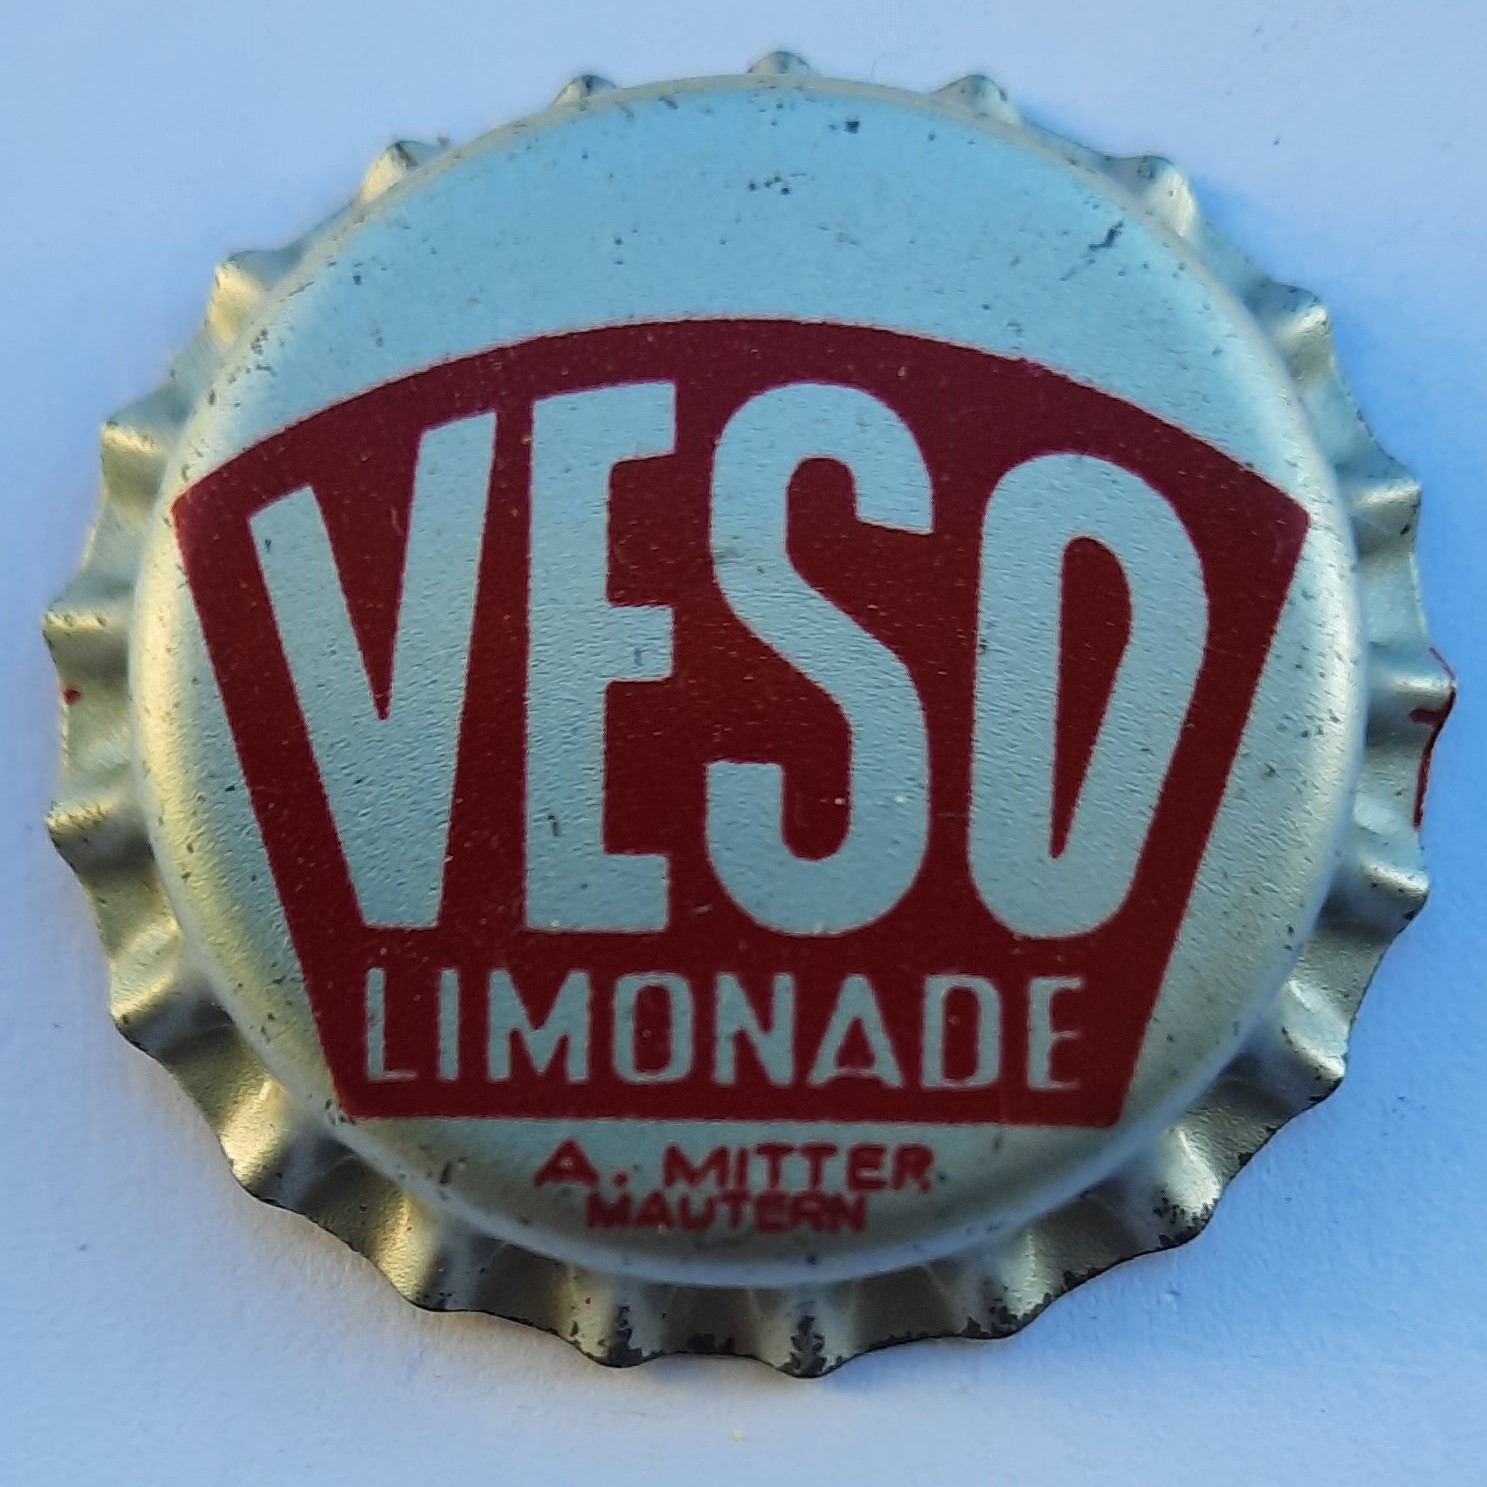 VESO
LIMONADE
A. MITTER
MAUTERN